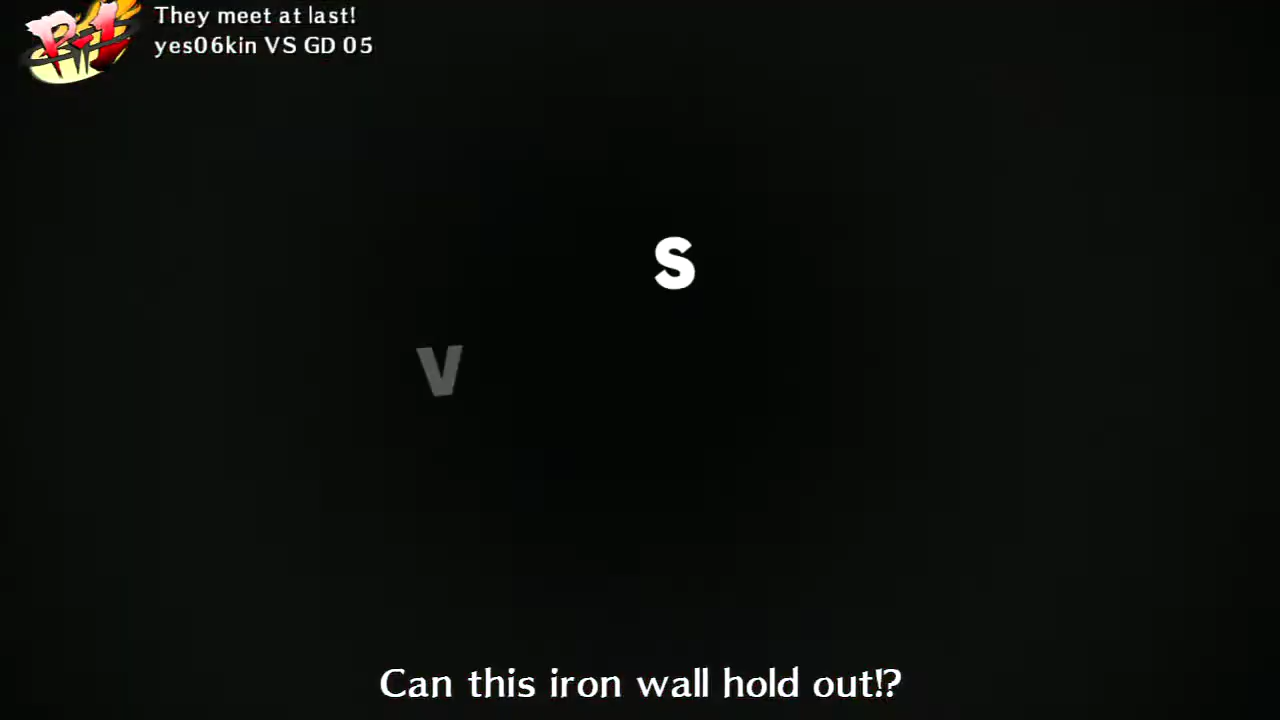 They meet at last!
yes06kin VS GD 05
S
V
Can this iron wall hold out!?